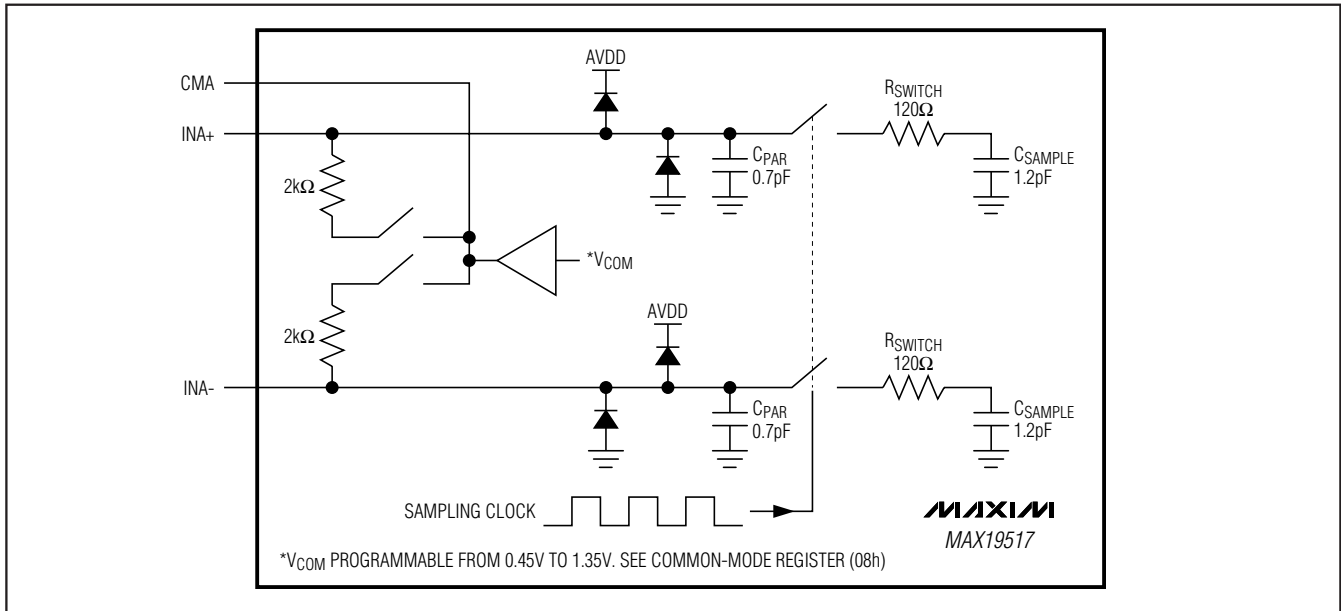 AVDD
CMA
RSWITCH
120Ω
INA+
CPAR
0.7pF
CSAMPLE
1.2pF
2kΩ
*VCOM
AVDD
2kΩ
RSWITCH
120Ω
INA-
CPAR
0.7pF
CSAMPLE
1.2pF
SAMPLING CLOCK
MAXIM
MAX19517
*VCOM PROGRAMMABLE FROM 0.45V TO 1.35V. SEE COMMON-MODE REGISTER (08h)